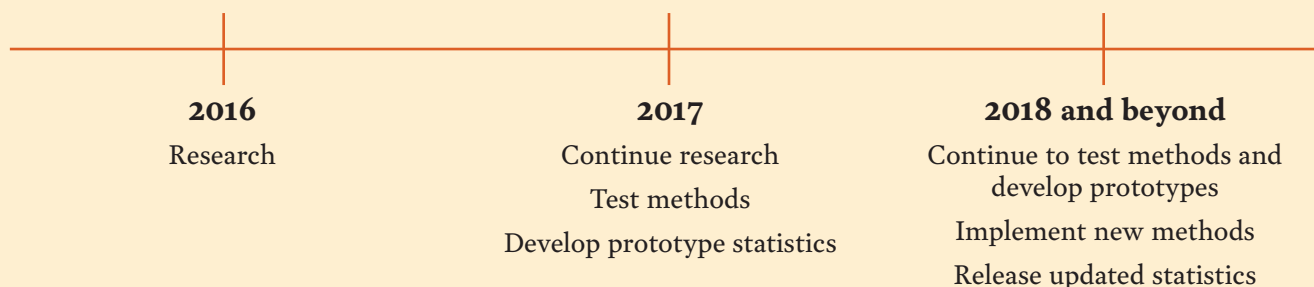 2016
Research
2017
Continue research
Test methods
Develop prototype statistics
2018 and beyond
Continue to test methods and
develop prototypes
Implement new methods
Release updated statistics